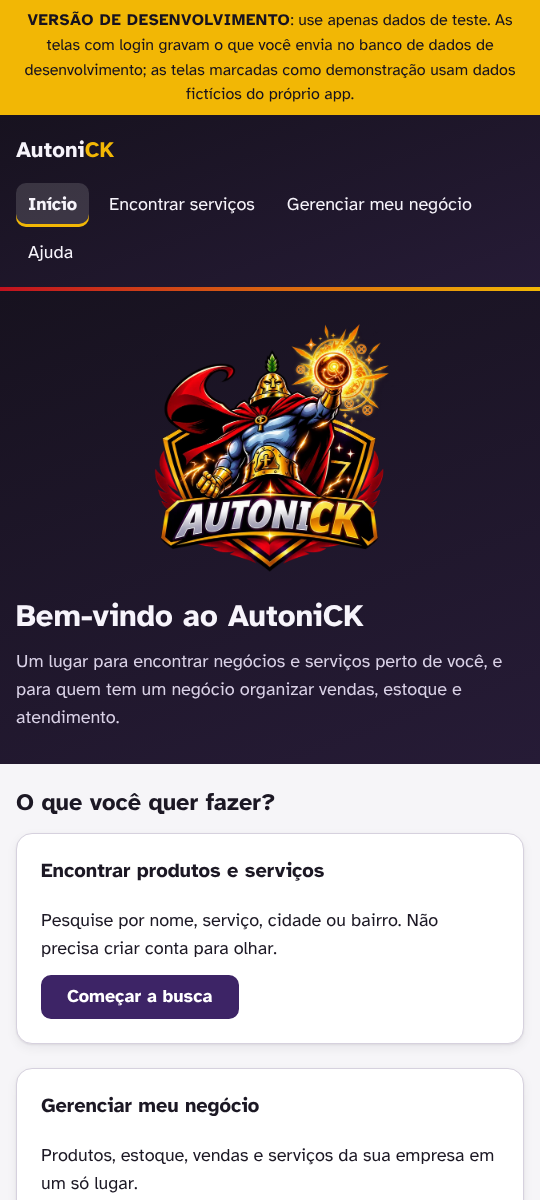 VERSÃO DE DESENVOLVIMENTO: use apenas dados de teste. As
telas com login gravam o que você envia no banco de dados de
desenvolvimento; as telas marcadas como demonstração usam dados
fictícios do próprio app.
AutoniCK
Início
Encontrar serviços
Gerenciar meu negócio
Ajuda
AUTONICK
Bem-vindo ao AutoniCK
Um lugar para encontrar negócios e serviços perto de você, e
para quem tem um negócio organizar vendas, estoque e
atendimento.
O que você quer fazer?
Encontrar produtos e serviços
Pesquise por nome, serviço, cidade ou bairro. Não
precisa criar conta para olhar.
Começar a busca
Gerenciar meu negócio
Produtos, estoque, vendas e serviços da sua empresa em
um só lugar.